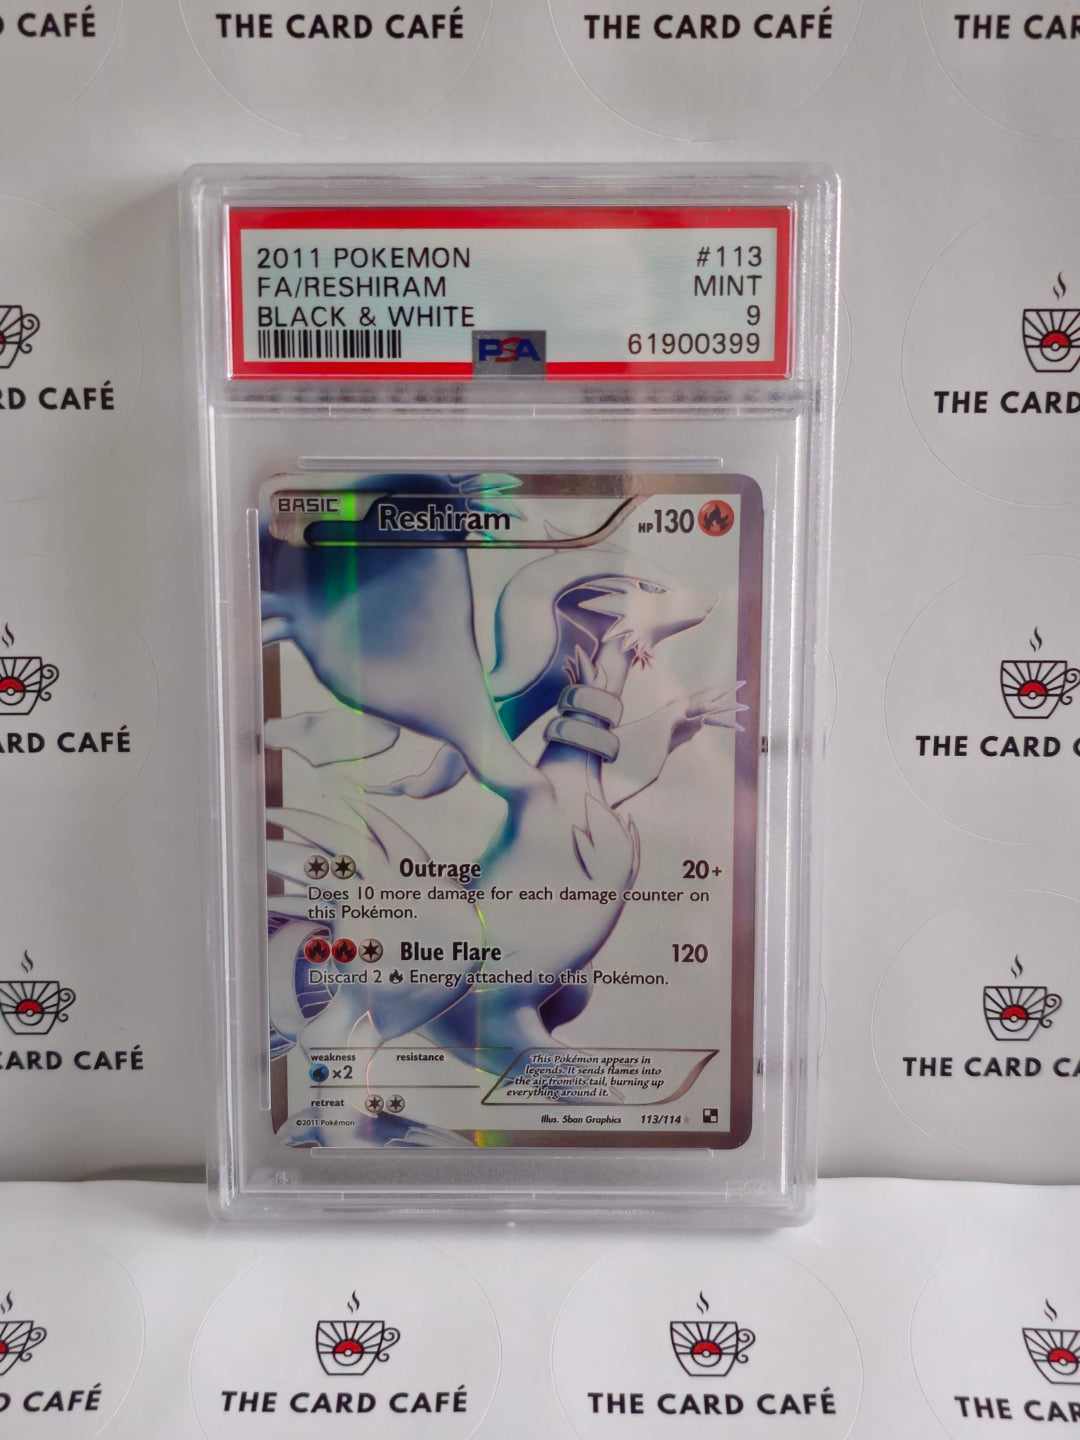 THE CARD CAFÉ
THE CARD CAFÉ
2011 POKEMON #113
FA/RESHIRAM MINT
BLACK & WHITE 9
PSA 61900399
BASIC Reshiram HP130
Outrage 20+
Does 10 more damage for each damage counter on
this Pokémon.
Blue Flare 120
Discard 2 Energy attached to this Pokémon.
weakness resistance
×2
retreat
This Pokémon appears in
legends. It sends flames into
the air from its tail, burning up
everything around it.
©2011 Pokémon Illus. 5ban Graphics 113/114
CAFÉ
THE CARD
THE CARD
CARD CAFÉ
THE CARD C
CARD CAFÉ
THE CARD
CAFÉ
THE CARD CAFÉ
THE CARD CAFÉ
THE CARD